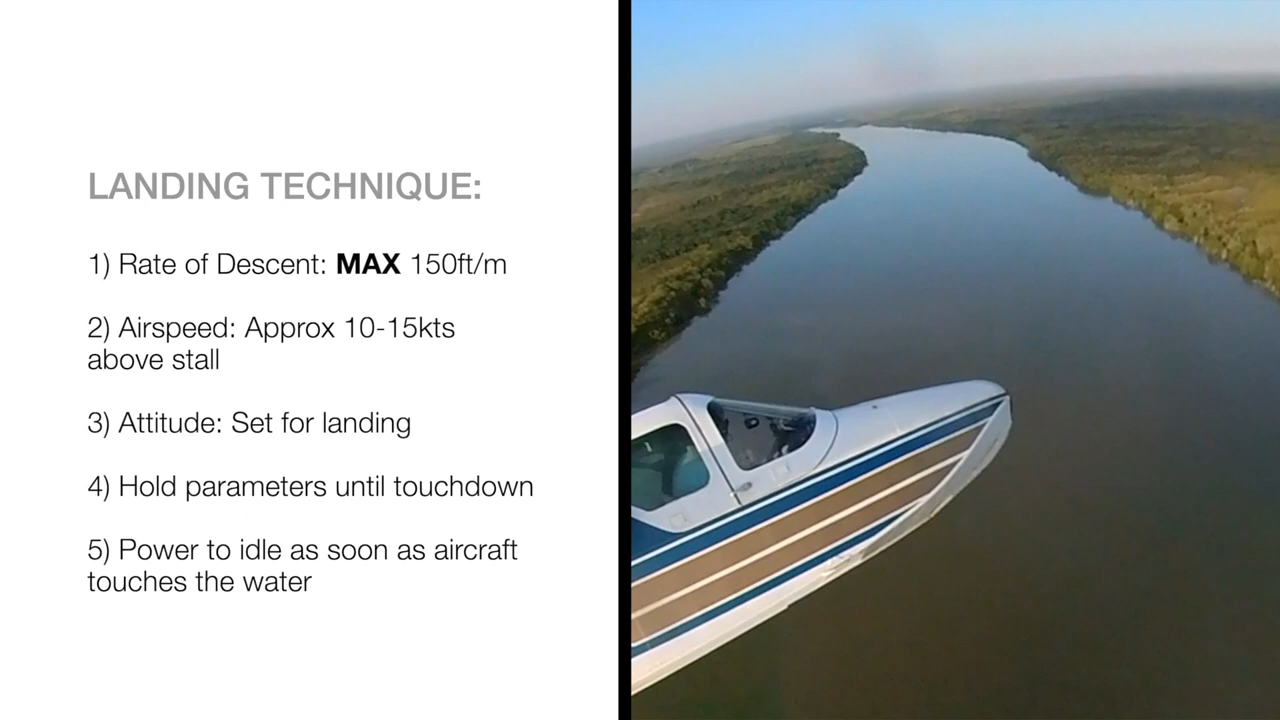 LANDING TECHNIQUE:
1) Rate of Descent: MAX 150ft/m
2) Airspeed: Approx 10-15kts
above stall
3) Attitude: Set for landing
4) Hold parameters until touchdown
5) Power to idle as soon as aircraft
touches the water